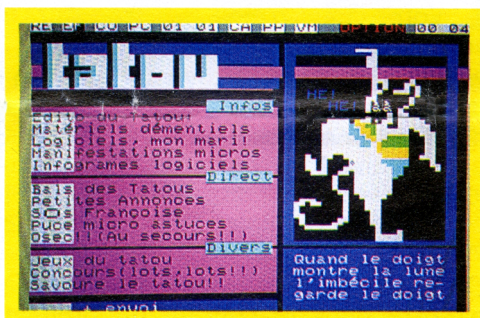 RE EF CO PC 01 01 CA PP VM OPTION 00 04
tatou
Infos
Edito du Tatou!
Matériels démentiels
Logiciels, mon mari!
Manifestations micros
Infogrames logiciels
Direct
Bals des Tatous
Petites Annonces
SOs Françoise
Puce micro astuces
Osec!!(Au secours!!)
Divers
Jeux du tatou
Concours(lots,lots!!)
Savoure le tatou!!
+ envoi
HE!
HE!
Quand le doigt
montre la lune
l'imbécile re-
garde le doigt